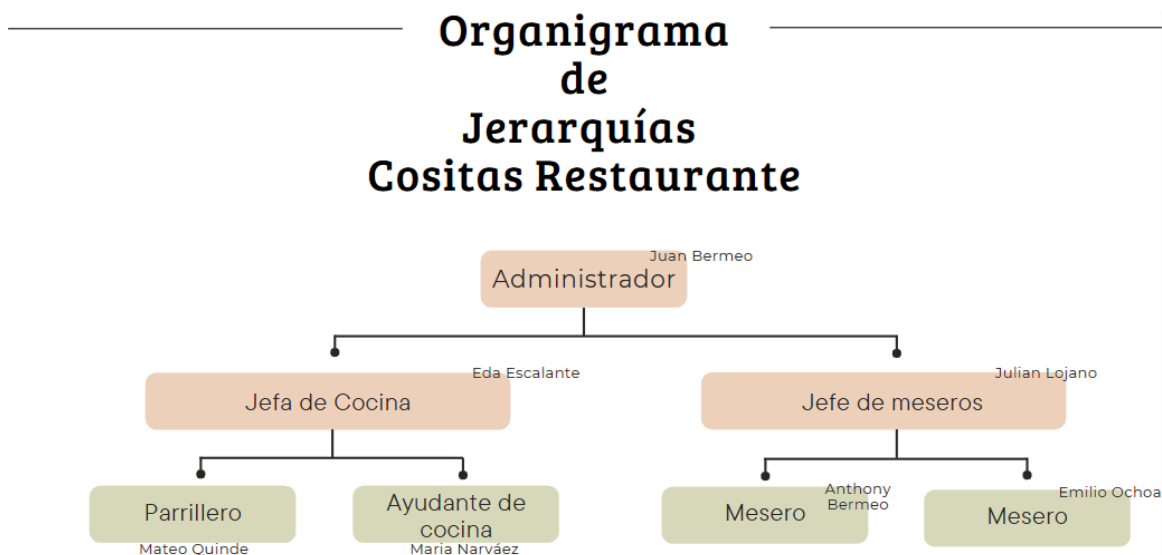 Organigrama
de
Jerarquías
Cositas Restaurante
Juan Bermeo
Administrador
Eda Escalante
Jefa de Cocina
Julian Lojano
Jefe de meseros
Parrillero
Mateo Quinde
Ayudante de
cocina
Maria Narváez
Anthony
Bermeo
Mesero
Emilio Ochoa
Mesero